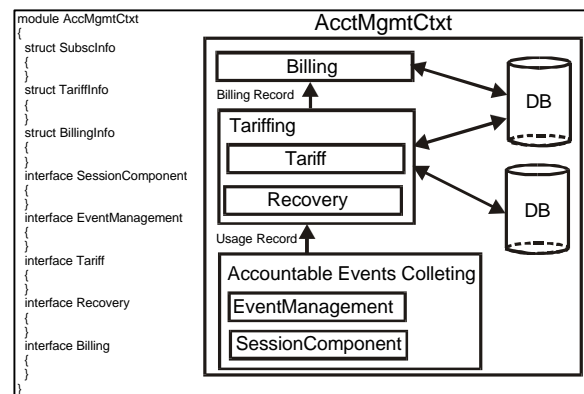 module AccMgmtCtxt
{
struct SubscInfo
{
}
struct TariffInfo
{
}
struct BillingInfo
{
}
interface SessionComponent
{
}
interface EventManagement
{
}
interface Tariff
{
}
interface Recovery
{
}
interface Billing
{
}
}
AcctMgmtCtxt
Billing
Billing Record
Tariffing
Tariff
Recovery
Usage Record
Accountable Events Colleting
EventManagement
SessionComponent
DB
DB